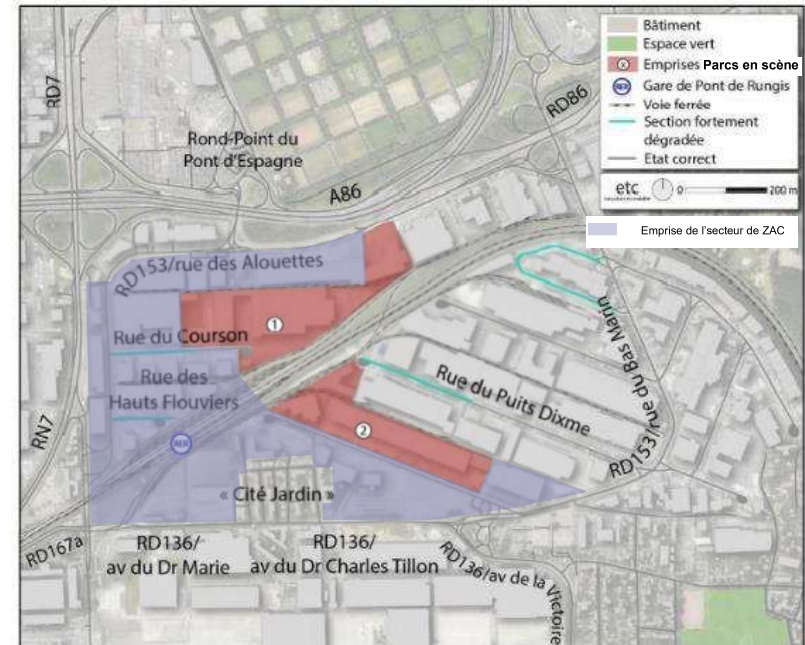 Bâtiment
Espace vert
Emprises Parcs en scène
RER Gare de Pont de Rungis
Voie ferrée
Section fortement
dégradée
Etat correct
etc
0 200 m
Emprise de l'secteur de ZAC
RD7
RD86
Rond-Point du
Pont d'Espagne
A86
RD153/rue des Alouettes
1
Rue du Courson
Rue des
Hauts Flouviers
RN7
RER
Rue du Puits Dixme
RD153/rue du Bas Marin
2
« Cité Jardin »
RD167a
RD136/
av du Dr Marie
RD136/
av du Dr Charles Tillon
RD136/av de la Victoire